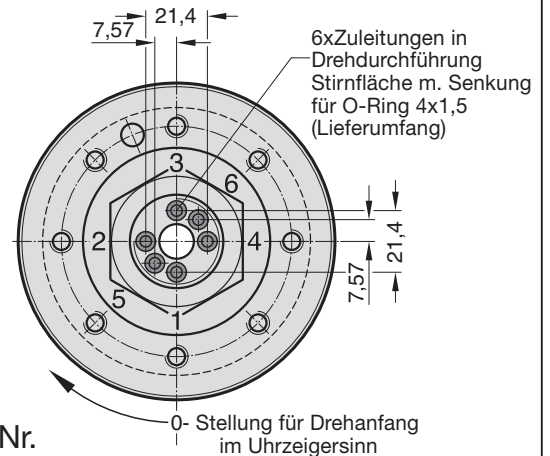 21,4
7,57
6xZuleitungen in
Drehdurchführung
Stirnfläche m. Senkung
für O-Ring 4x1,5
(Lieferumfang)
3
6
2
4
5
1
7,57
21,4
0- Stellung für Drehanfang
im Uhrzeigersinn
Nr.